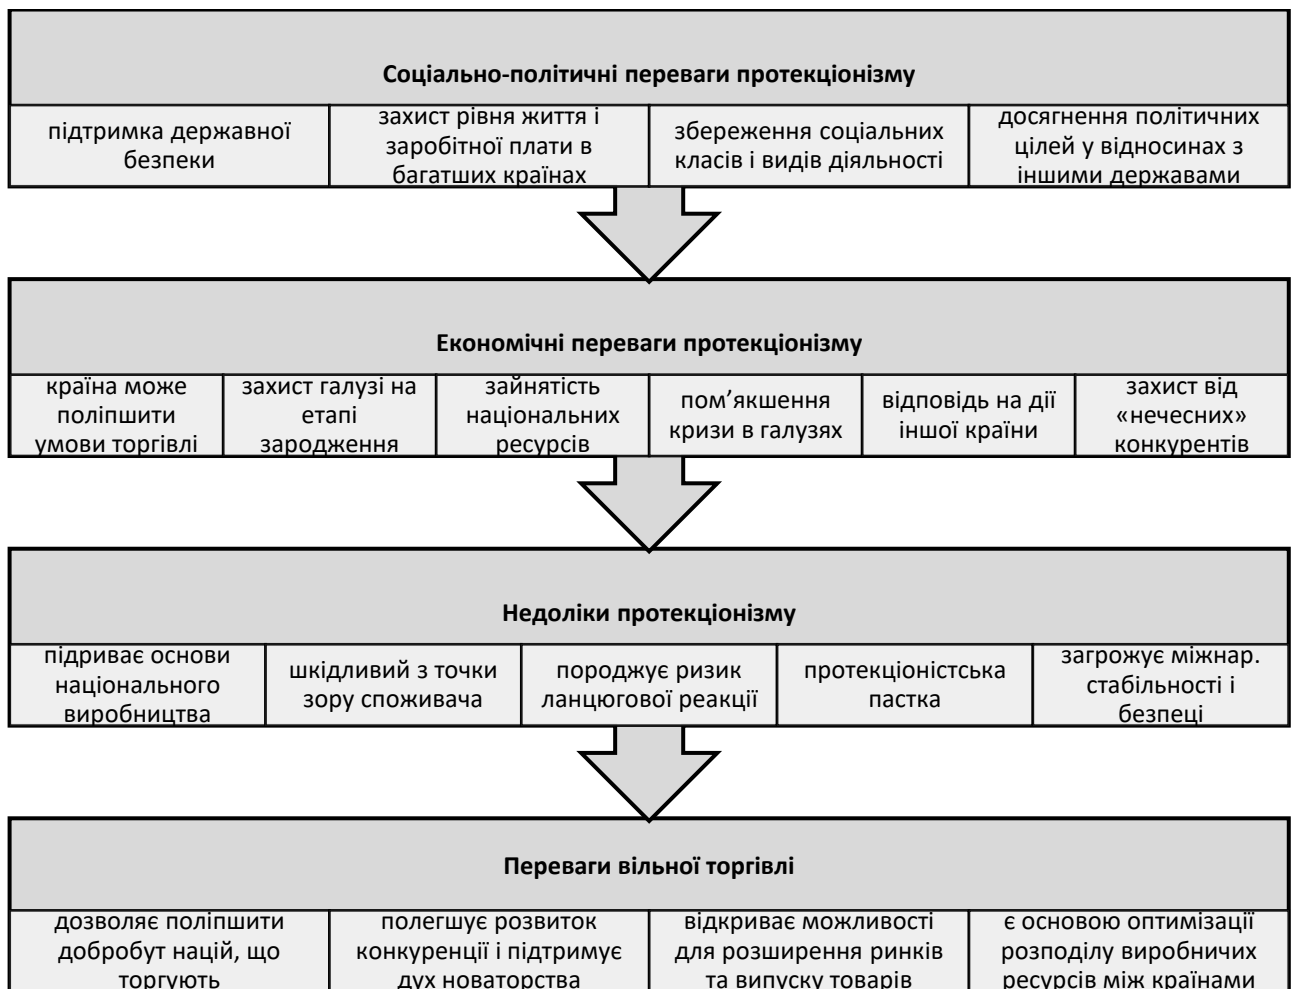 Соціально-політичні переваги протекціонізму
підтримка державної
безпеки
захист рівня життя і
заробітної плати в
багатших країнах
збереження соціальних
класів і видів діяльності
досягнення політичних
цілей у відносинах з
іншими державами
Економічні переваги протекціонізму
країна може
поліпшити
умови торгівлі
захист галузі на
етапі
зародження
зайнятість
національних
ресурсів
пом’якшення
кризи в галузях
відповідь на дії
іншої країни
захист від
«нечесних»
конкурентів
Недоліки протекціонізму
підриває основи
національного
виробництва
шкідливий з точки
зору споживача
породжує ризик
ланцюгової реакції
протекціоністська
пастка
загрожує міжнар.
стабільності і
безпеці
Переваги вільної торгівлі
дозволяє поліпшити
добробут націй, що
торгують
полегшує розвиток
конкуренції і підтримує
дух новаторства
відкриває можливості
для розширення ринків
та випуску товарів
є основою оптимізації
розподілу виробничих
ресурсів між країнами